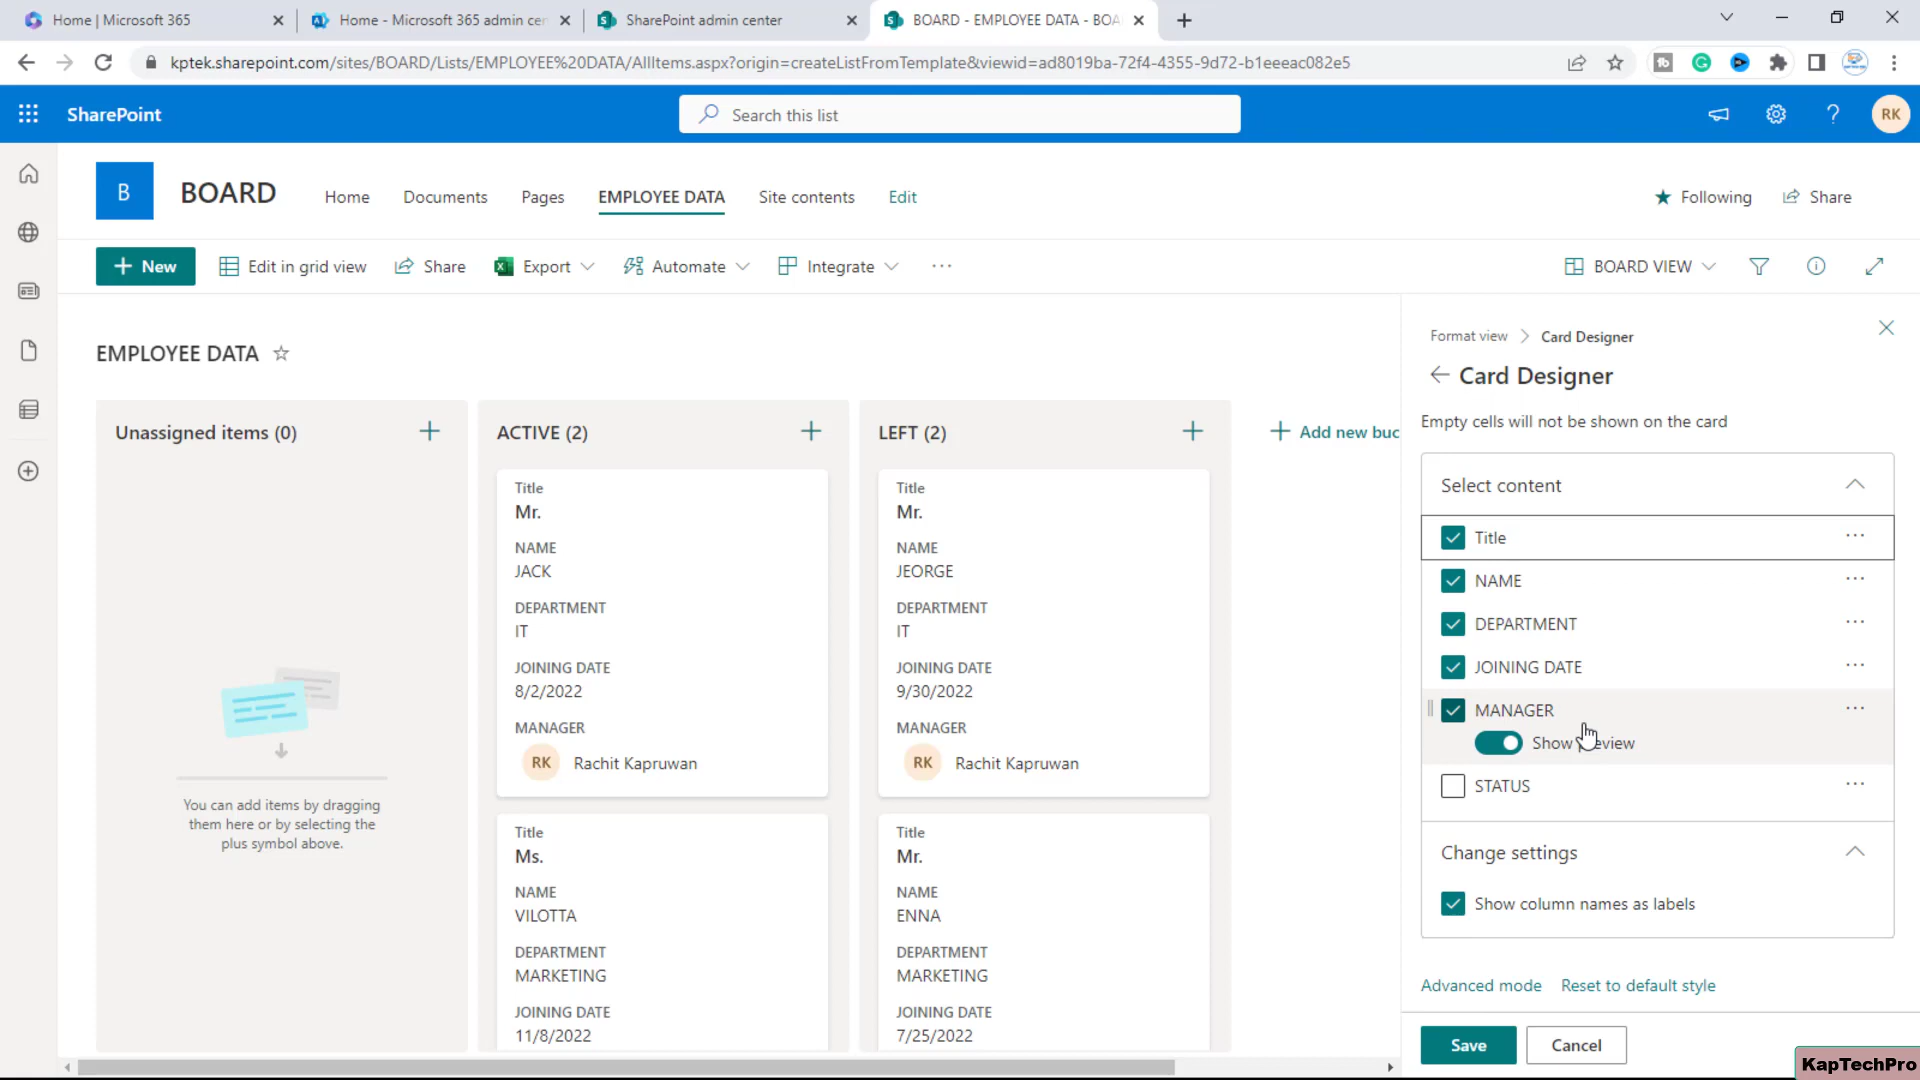 Home | Microsoft 365
Home - Microsoft 365 admin cen
SharePoint admin center
BOARD - EMPLOYEE DATA - BOA
kptek.sharepoint.com/sites/BOARD/Lists/EMPLOYEE%20DATA/AllItems.aspx?origin=createListFromTemplate&viewid=ad8019ba-72f4-4355-9d72-b1eeeac082e5
SharePoint
Search this list
RK
B
BOARD
Home
Documents
Pages
EMPLOYEE DATA
Site contents
Edit
Following
Share
New
Edit in grid view
Share
Export
Automate
Integrate
BOARD VIEW
EMPLOYEE DATA
Unassigned items (0)
You can add items by dragging
them here or by selecting the
plus symbol above.
ACTIVE (2)
Title
Mr.
NAME
JACK
DEPARTMENT
IT
JOINING DATE
8/2/2022
MANAGER
RK Rachit Kapruwan
Title
Ms.
NAME
VILOTTA
DEPARTMENT
MARKETING
JOINING DATE
11/8/2022
LEFT (2)
Title
Mr.
NAME
JEORGE
DEPARTMENT
IT
JOINING DATE
9/30/2022
MANAGER
RK Rachit Kapruwan
Title
Mr.
NAME
ENNA
DEPARTMENT
MARKETING
JOINING DATE
7/25/2022
Add new buc
Format view
Card Designer
Card Designer
Empty cells will not be shown on the card
Select content
Title
NAME
DEPARTMENT
JOINING DATE
MANAGER
Show preview
STATUS
Change settings
Show column names as labels
Advanced mode
Reset to default style
Save
Cancel
KapTechPro